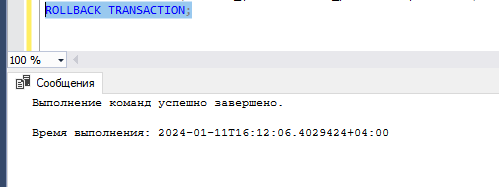 ROLLBACK TRANSACTION;
100 %
Сообщения
Выполнение команд успешно завершено.
Время выполнения: 2024-01-11T16:12:06.4029424+04:00